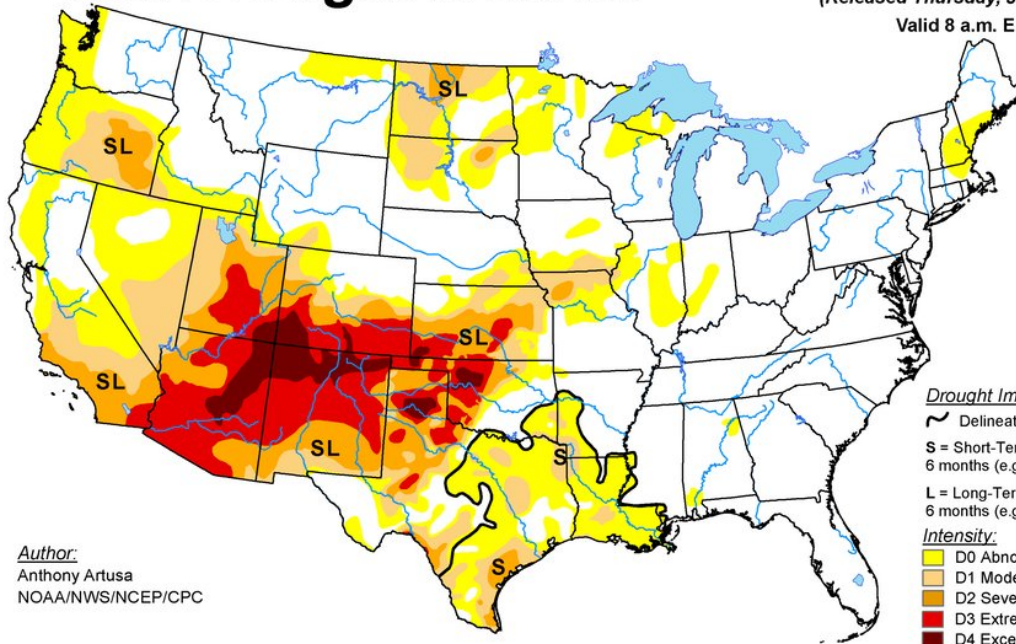 (Released Thursday,
Valid 8 a.m. E
SL
SL
SL
SL
SL
S
S
Author:
Anthony Artusa
NOAA/NWS/NCEP/CPC
Drought Im
Delineat
S = Short-Ter
6 months (e.g
L = Long-Ter
6 months (e.g
Intensity:
D0 Abno
D1 Mode
D2 Seve
D3 Extre
D4 Exce